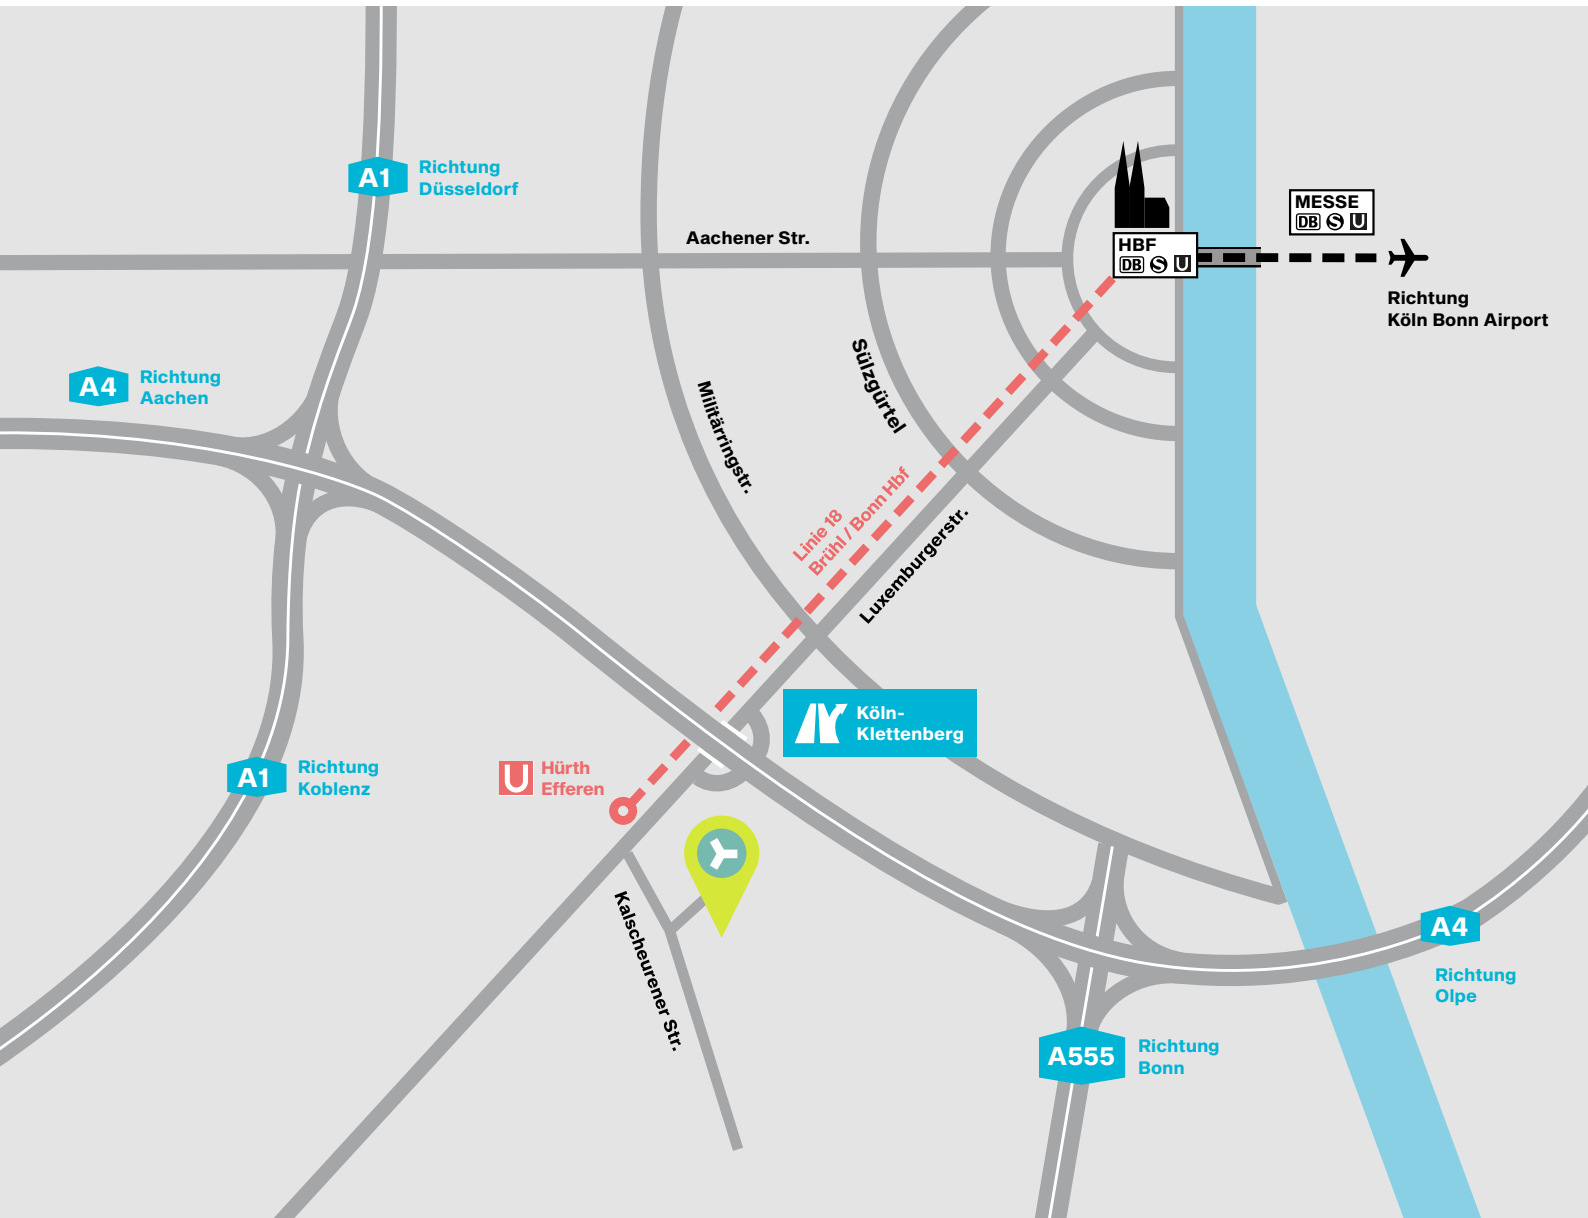 A1
Richtung
Düsseldorf
MESSE
DB S U
Aachener Str.
HBF
DB S U
Richtung
Köln Bonn Airport
A4
Richtung
Aachen
Sülzgürtel
Militärringstr.
Linie 18
Brühl / Bonn Hbf
Luxemburgerstr.
Köln-
Klettenberg
A1
Richtung
Koblenz
U
Hürth
Efferen
Kalscheurener Str.
A4
Richtung
Olpe
A555
Richtung
Bonn